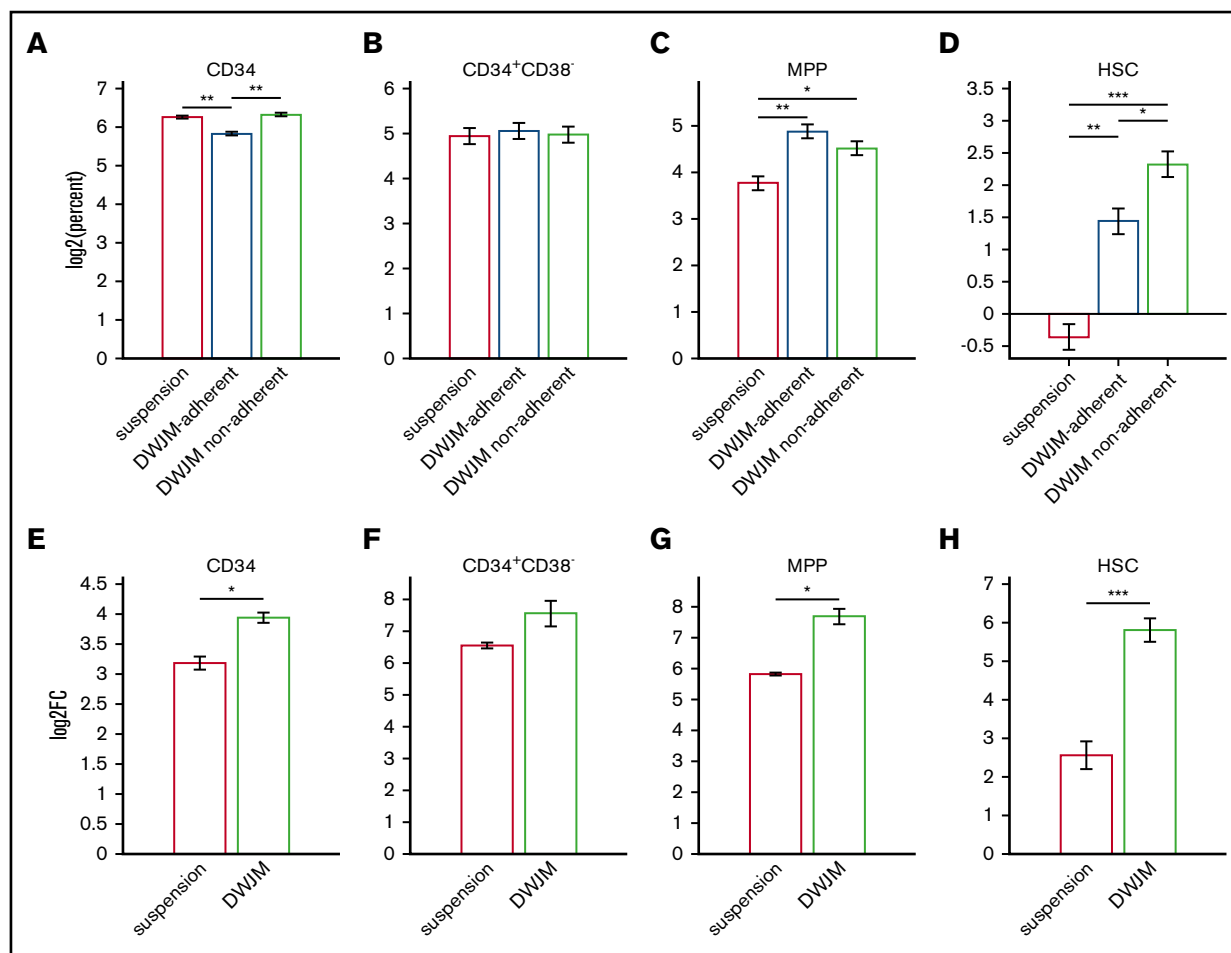 A
CD34
7
6
5
4
3
2
1
0
log2(percent)
**
**
suspension
DWJM-adherent
DWJM non-adherent
B
CD34⁺CD38⁻
6
5
4
3
2
1
0
suspension
DWJM-adherent
DWJM non-adherent
C
MPP
5
4
3
2
1
0
*
**
suspension
DWJM-adherent
DWJM non-adherent
D
HSC
3.5
3
2.5
2
1.5
1
0.5
0
-0.5
***
*
**
suspension
DWJM-adherent
DWJM non-adherent
E
CD34
4.5
4
3.5
3
2.5
2
1.5
1
0.5
0
log2FC
*
suspension
DWJM
F
CD34⁺CD38⁻
8
7
6
5
4
3
2
1
0
suspension
DWJM
G
MPP
8
7
6
5
4
3
2
1
0
*
suspension
DWJM
H
HSC
7
6
5
4
3
2
1
0
***
suspension
DWJM